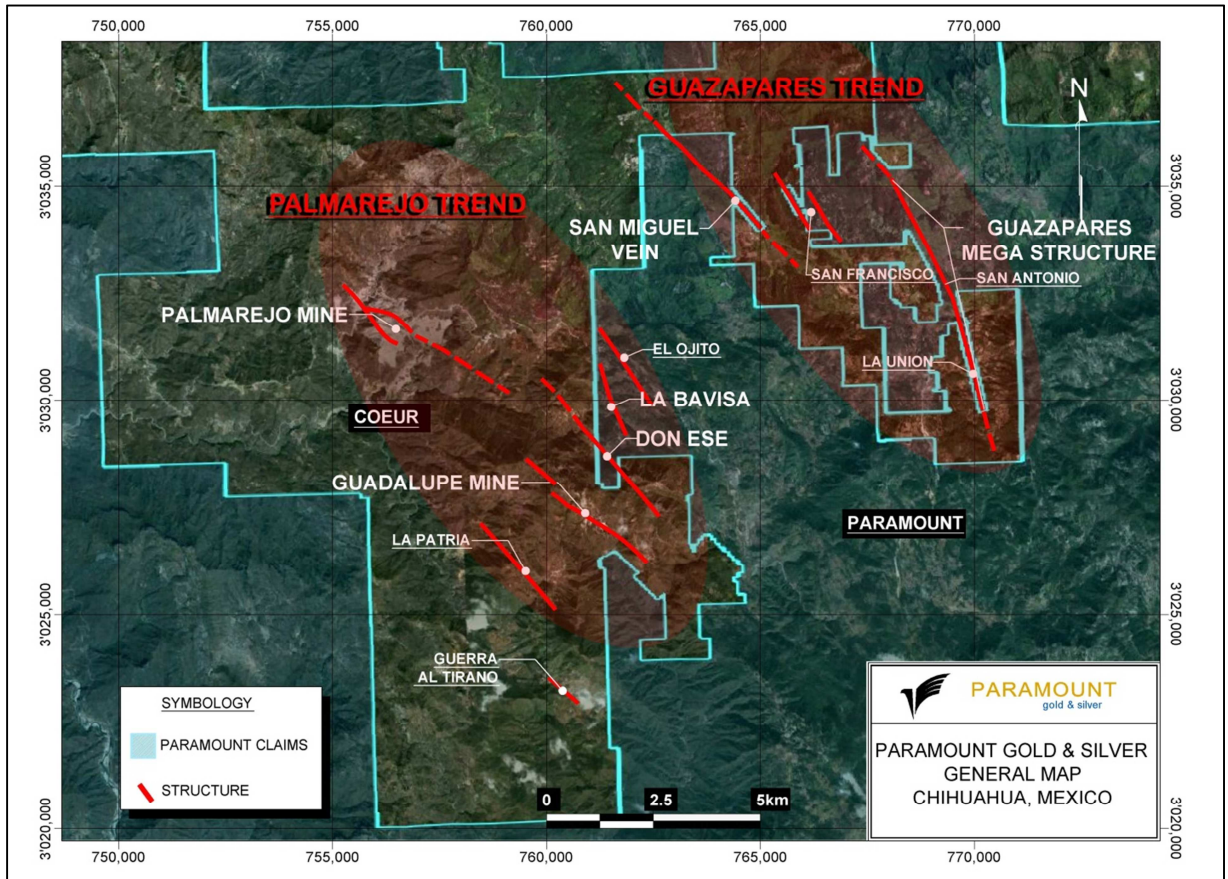 750,000
755,000
760,000
765,000
770,000
GUAZAPARES TREND
N
3'035,000
3'035,000
PALMAREJO TREND
SAN MIGUEL
VEIN
GUAZAPARES
MEGA STRUCTURE
SAN FRANCISCO
SAN ANTONIO
PALMAREJO MINE
EL OJITO
LA UNION
LA BAVISA
3'030,000
3'030,000
COEUR
DON ESE
GUADALUPE MINE
PARAMOUNT
LA PATRIA
3'025,000
3'025,000
GUERRA
AL TIRANO
SYMBOLOGY
PARAMOUNT CLAIMS
STRUCTURE
0
2.5
5km
PARAMOUNT
gold & silver
PARAMOUNT GOLD & SILVER
GENERAL MAP
CHIHUAHUA, MEXICO
3'020,000
3'020,000
750,000
755,000
760,000
765,000
770,000